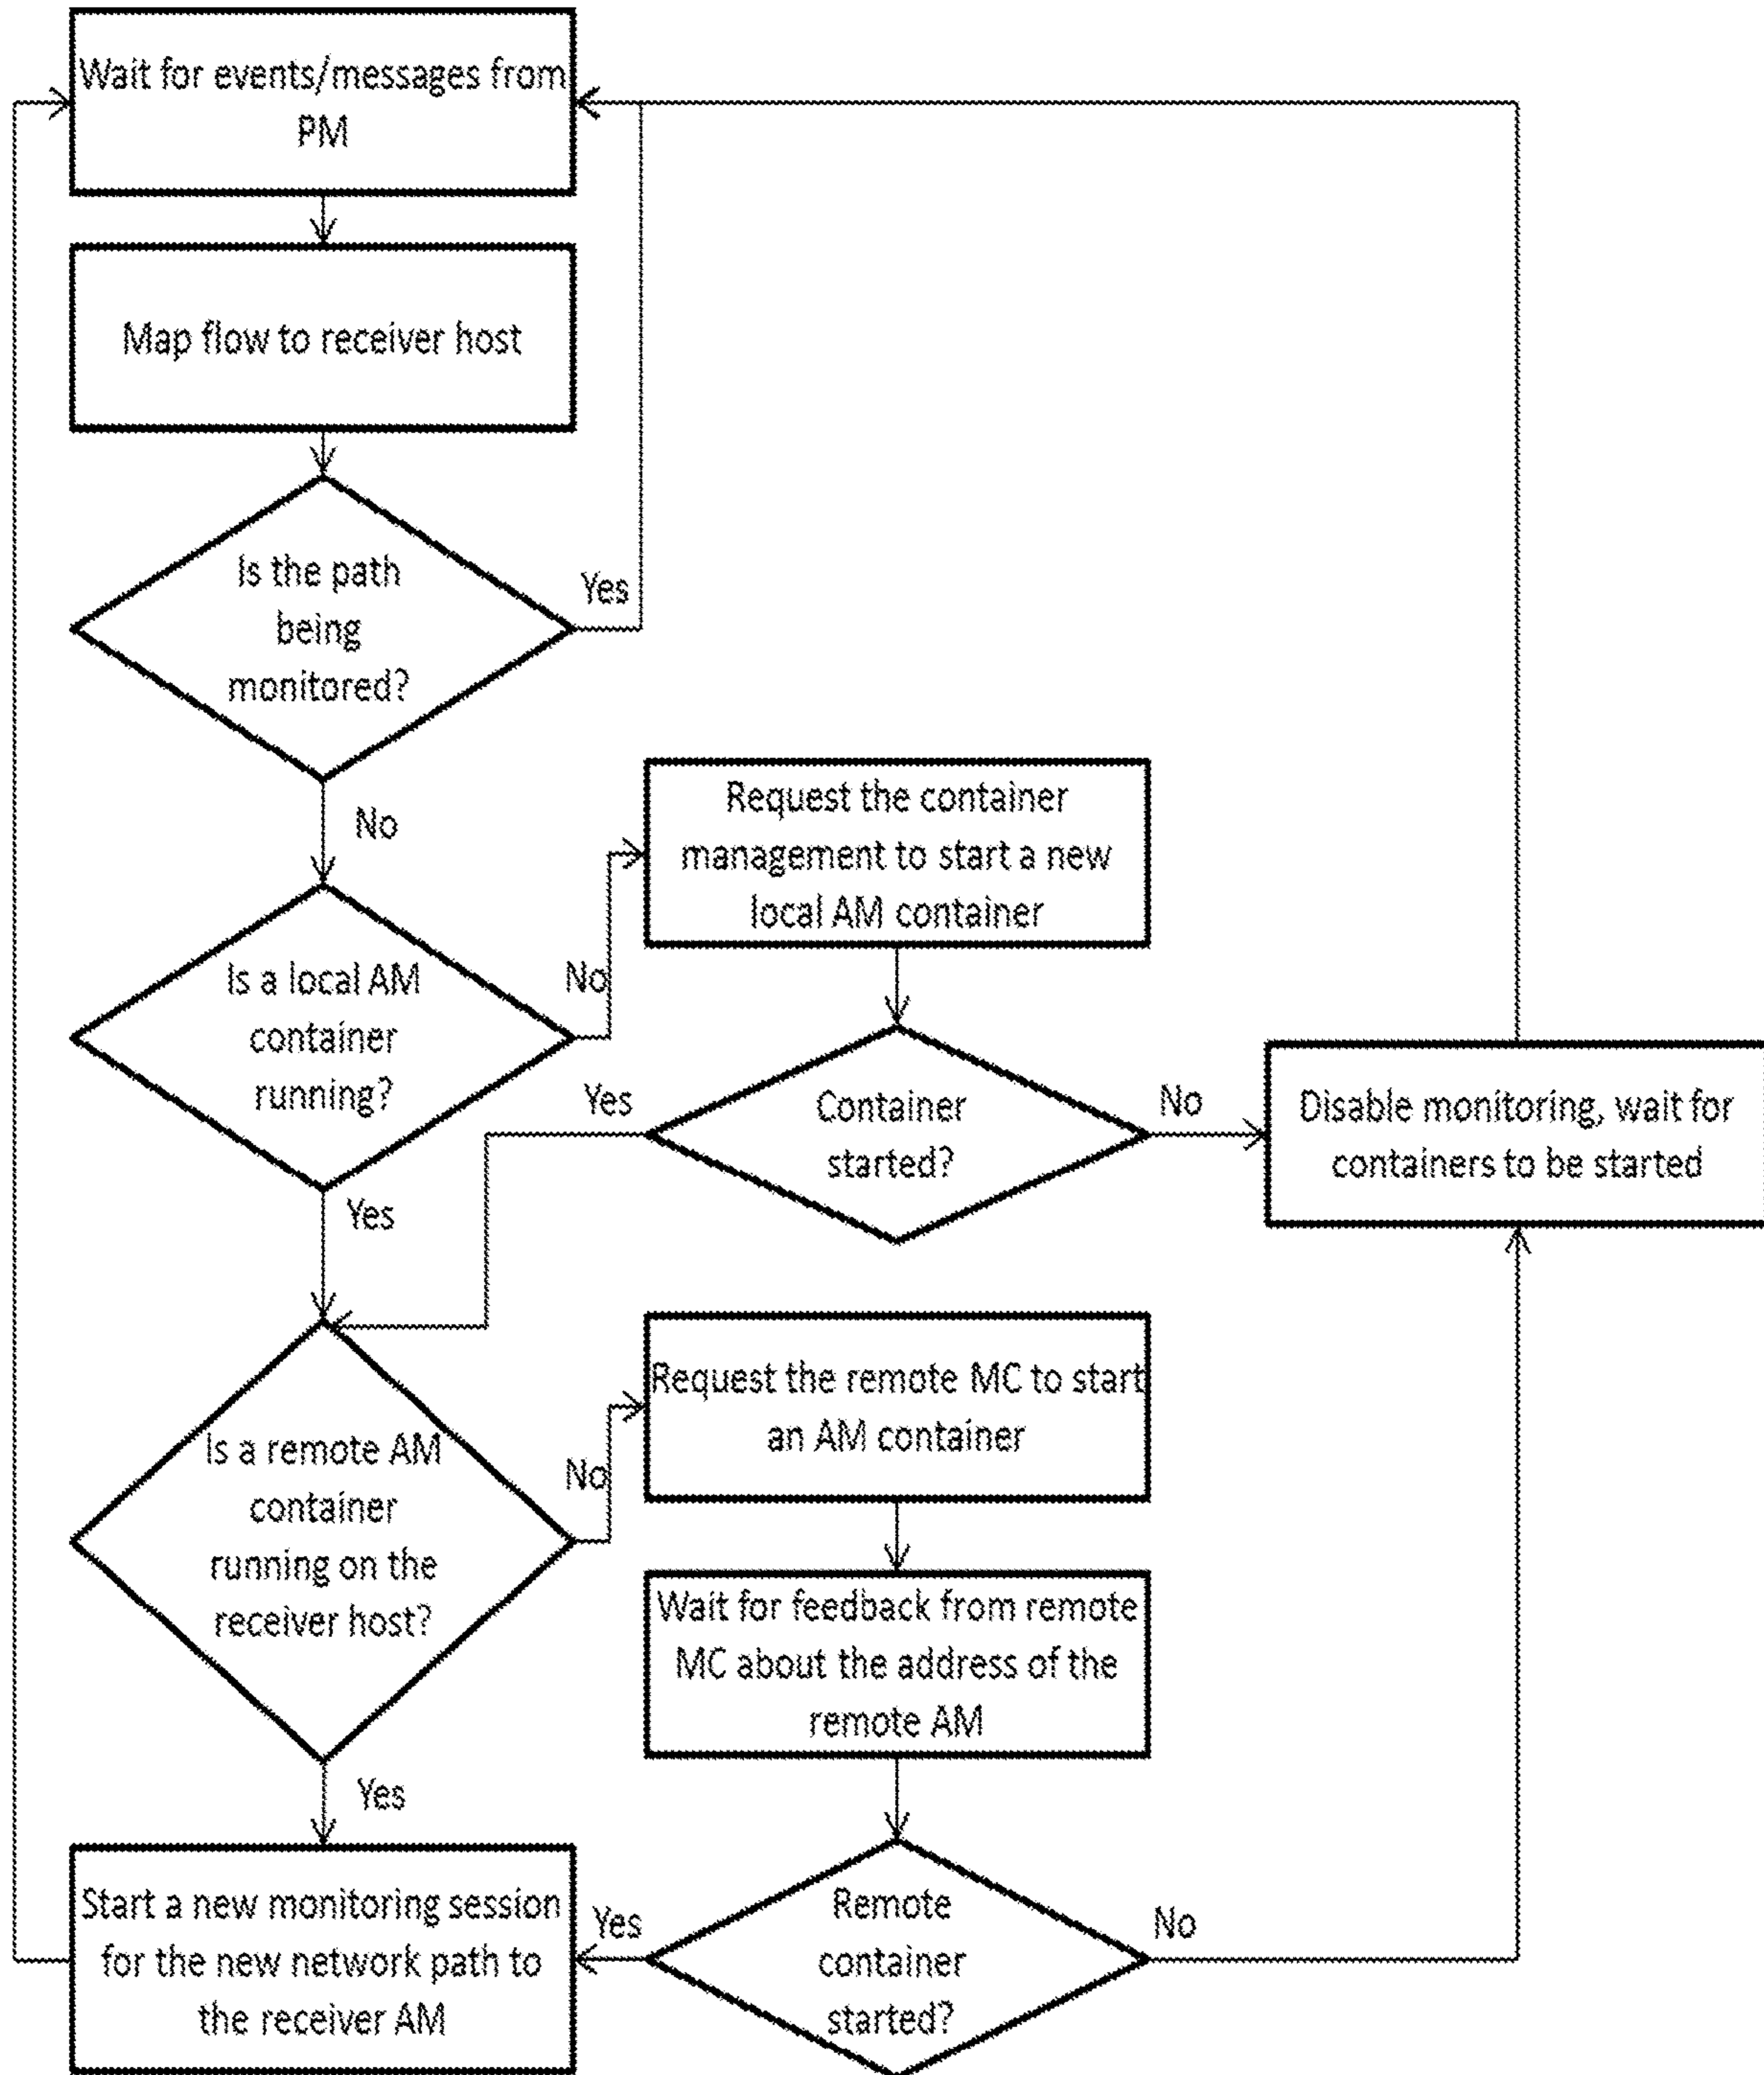 Wait for events/messages from
PM
Map flow to receiver host
Is the path
being
monitored?
Yes
No
Request the container
management to start a new
local AM container
Is a local AM
container
running?
No
Yes
Container
started?
Yes
No
Disable monitoring, wait for
containers to be started
Is a remote AM
container
running on the
receiver host?
No
Request the remote MC to start
an AM container
Wait for feedback from remote
MC about the address of the
remote AM
Yes
Start a new monitoring session
for the new network path to
the receiver AM
Yes
Remote
container
started?
No